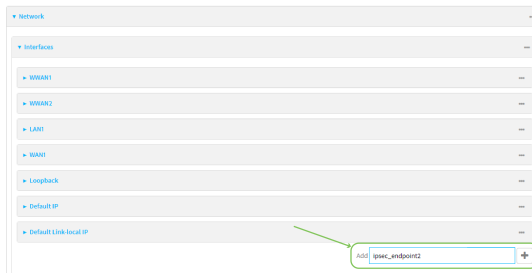 Network
Interfaces
WWAN1
WWAN2
LAN1
WAN1
Loopback
Default IP
Default Link-local IP
Add ipsec_endpoint2